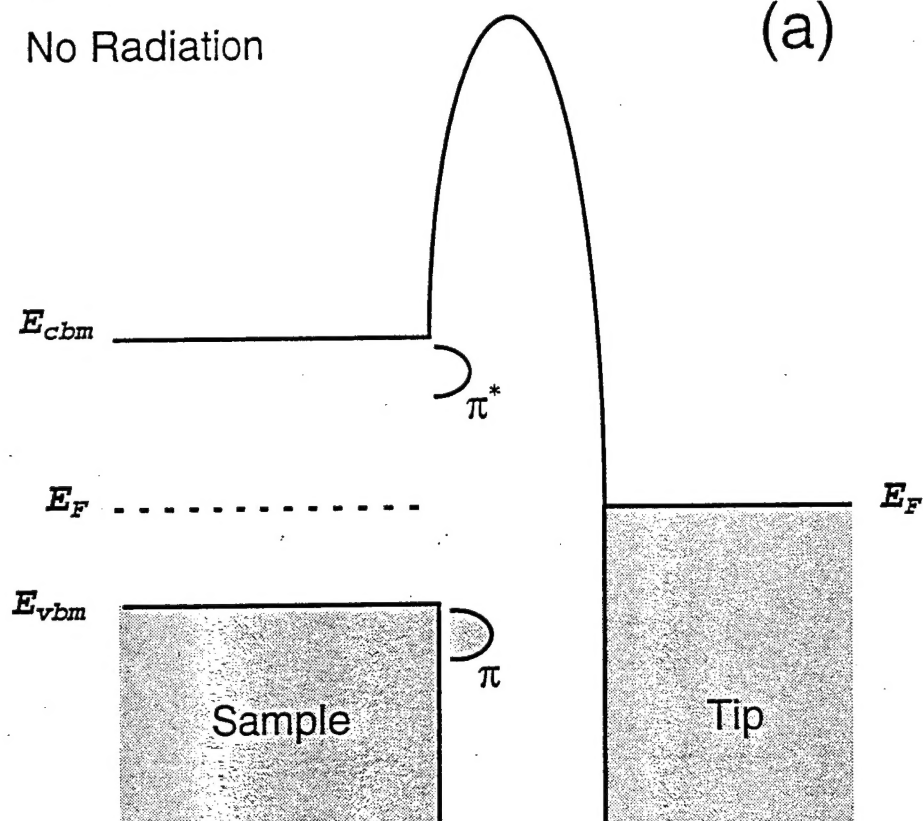 No Radiation
(a)
E_cbm
π*
E_F
E_F
E_vbm
π
Sample
Tip